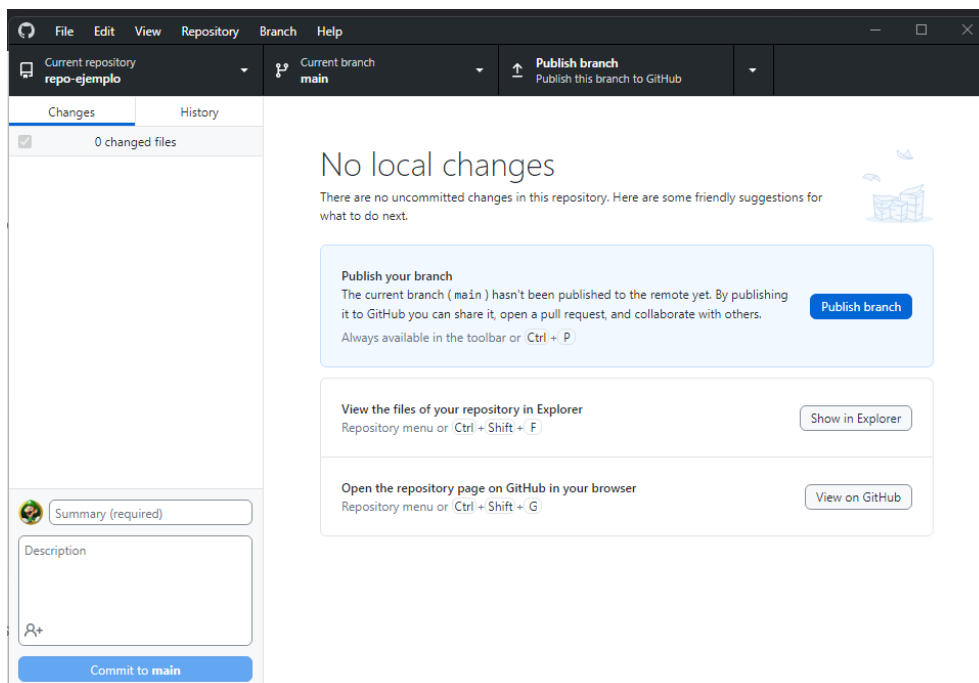 File Edit View Repository Branch Help
Current repository
repo-ejemplo
Current branch
main
Publish branch
Publish this branch to GitHub
Changes History
0 changed files
No local changes
There are no uncommitted changes in this repository. Here are some friendly suggestions for
what to do next.
Publish your branch
The current branch ( main ) hasn't been published to the remote yet. By publishing
it to GitHub you can share it, open a pull request, and collaborate with others.
Always available in the toolbar or Ctrl + P
Publish branch
View the files of your repository in Explorer
Repository menu or Ctrl + Shift + F
Show in Explorer
Open the repository page on GitHub in your browser
Repository menu or Ctrl + Shift + G
View on GitHub
Summary (required)
Description
Commit to main